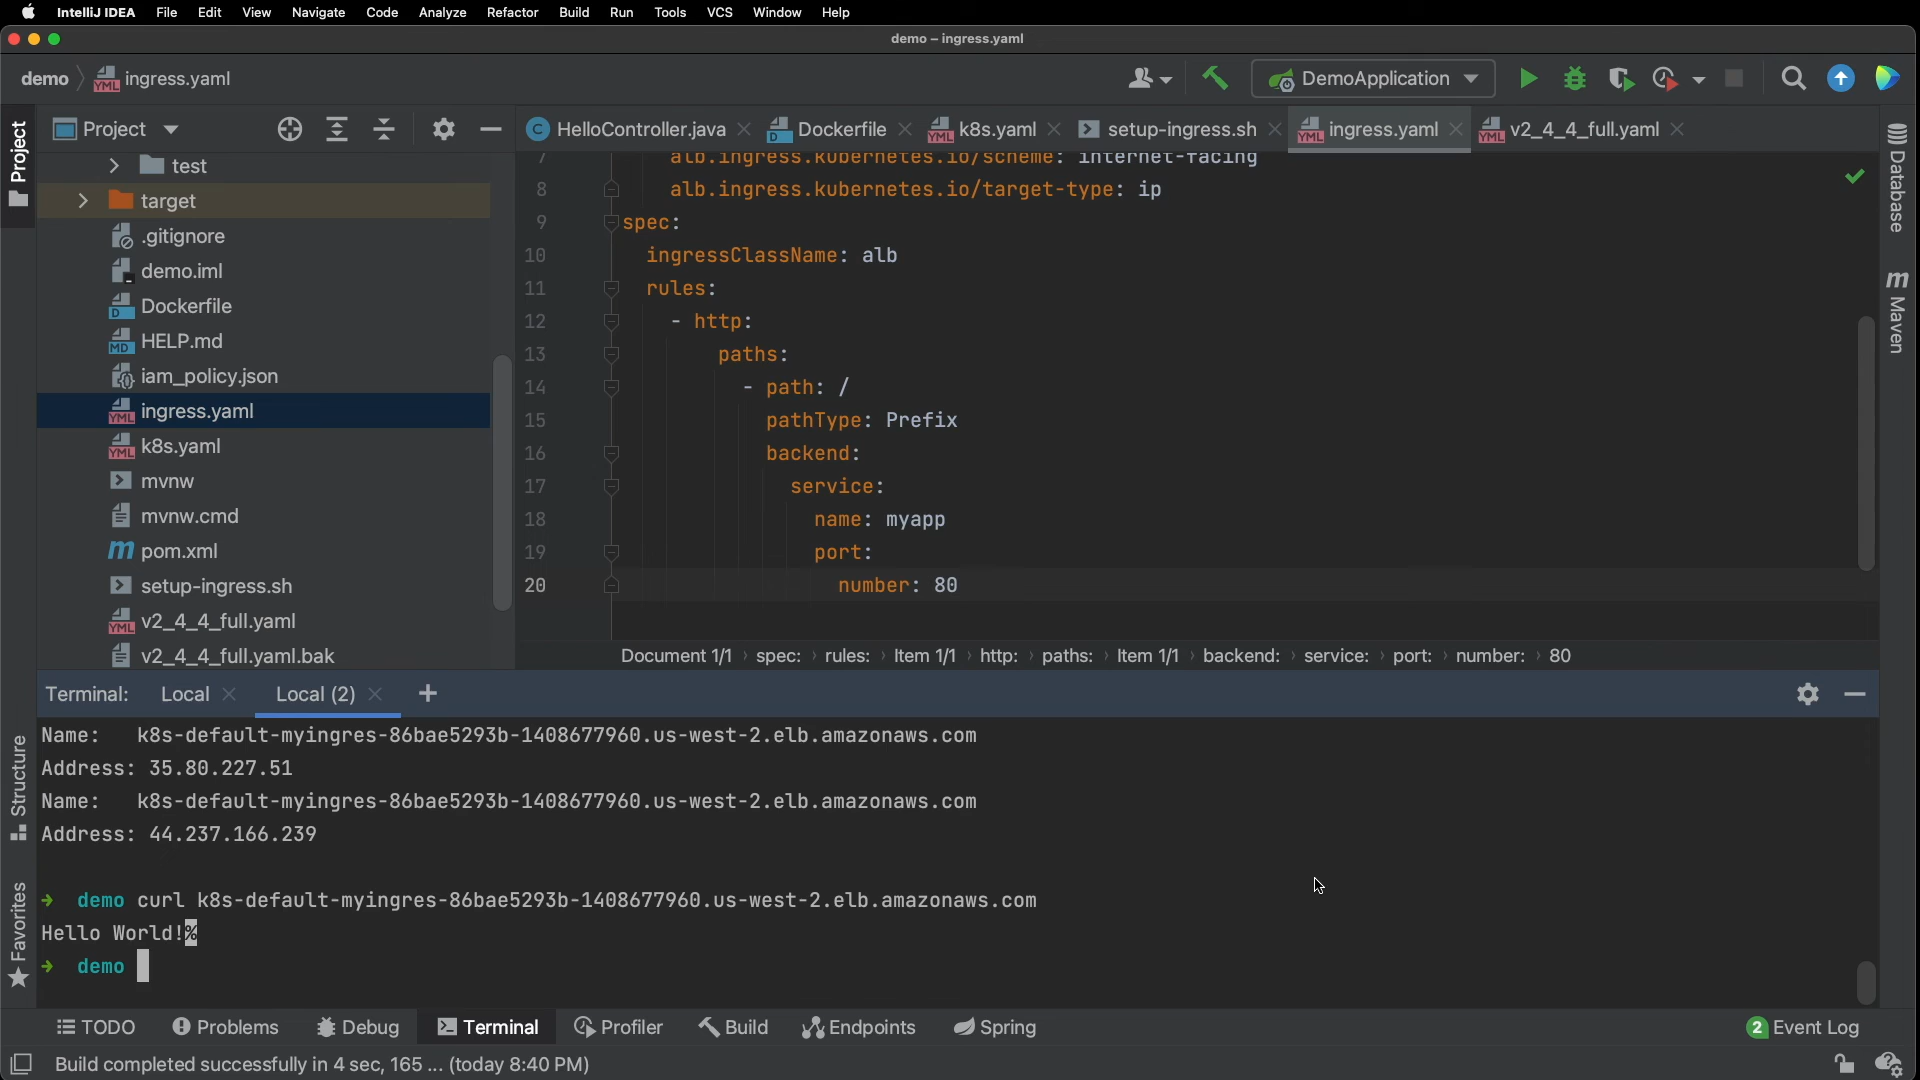 IntelliJ IDEA File Edit View Navigate Code Analyze Refactor Build Run Tools VCS Window Help
demo – ingress.yaml
demo ingress.yaml
DemoApplication
Project
Project
HelloController.java
Dockerfile
k8s.yaml
setup-ingress.sh
ingress.yaml
v2_4_4_full.yaml
test
target
.gitignore
demo.iml
Dockerfile
HELP.md
iam_policy.json
ingress.yaml
k8s.yaml
mvnw
mvnw.cmd
pom.xml
setup-ingress.sh
v2_4_4_full.yaml
v2_4_4_full.yaml.bak
7 alb.ingress.kubernetes.io/scheme: internet-facing
8 alb.ingress.kubernetes.io/target-type: ip
9 spec:
10 ingressClassName: alb
11 rules:
12 - http:
13 paths:
14 - path: /
15 pathType: Prefix
16 backend:
17 service:
18 name: myapp
19 port:
20 number: 80
Document 1/1 › spec: › rules: › Item 1/1 › http: › paths: › Item 1/1 › backend: › service: › port: › number: › 80
Database
Maven
Terminal: Local Local (2)
Name: k8s-default-myingres-86bae5293b-1408677960.us-west-2.elb.amazonaws.com
Address: 35.80.227.51
Name: k8s-default-myingres-86bae5293b-1408677960.us-west-2.elb.amazonaws.com
Address: 44.237.166.239
→ demo curl k8s-default-myingres-86bae5293b-1408677960.us-west-2.elb.amazonaws.com
Hello World!%
→ demo
Structure
Favorites
TODO Problems Debug Terminal Profiler Build Endpoints Spring 2 Event Log
Build completed successfully in 4 sec, 165 ... (today 8:40 PM)